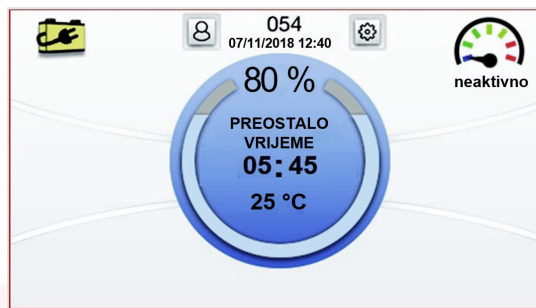 054
07/11/2018 12:40
neaktivno
80 %
PREOSTALO
VRIJEME
05:45
25 °C